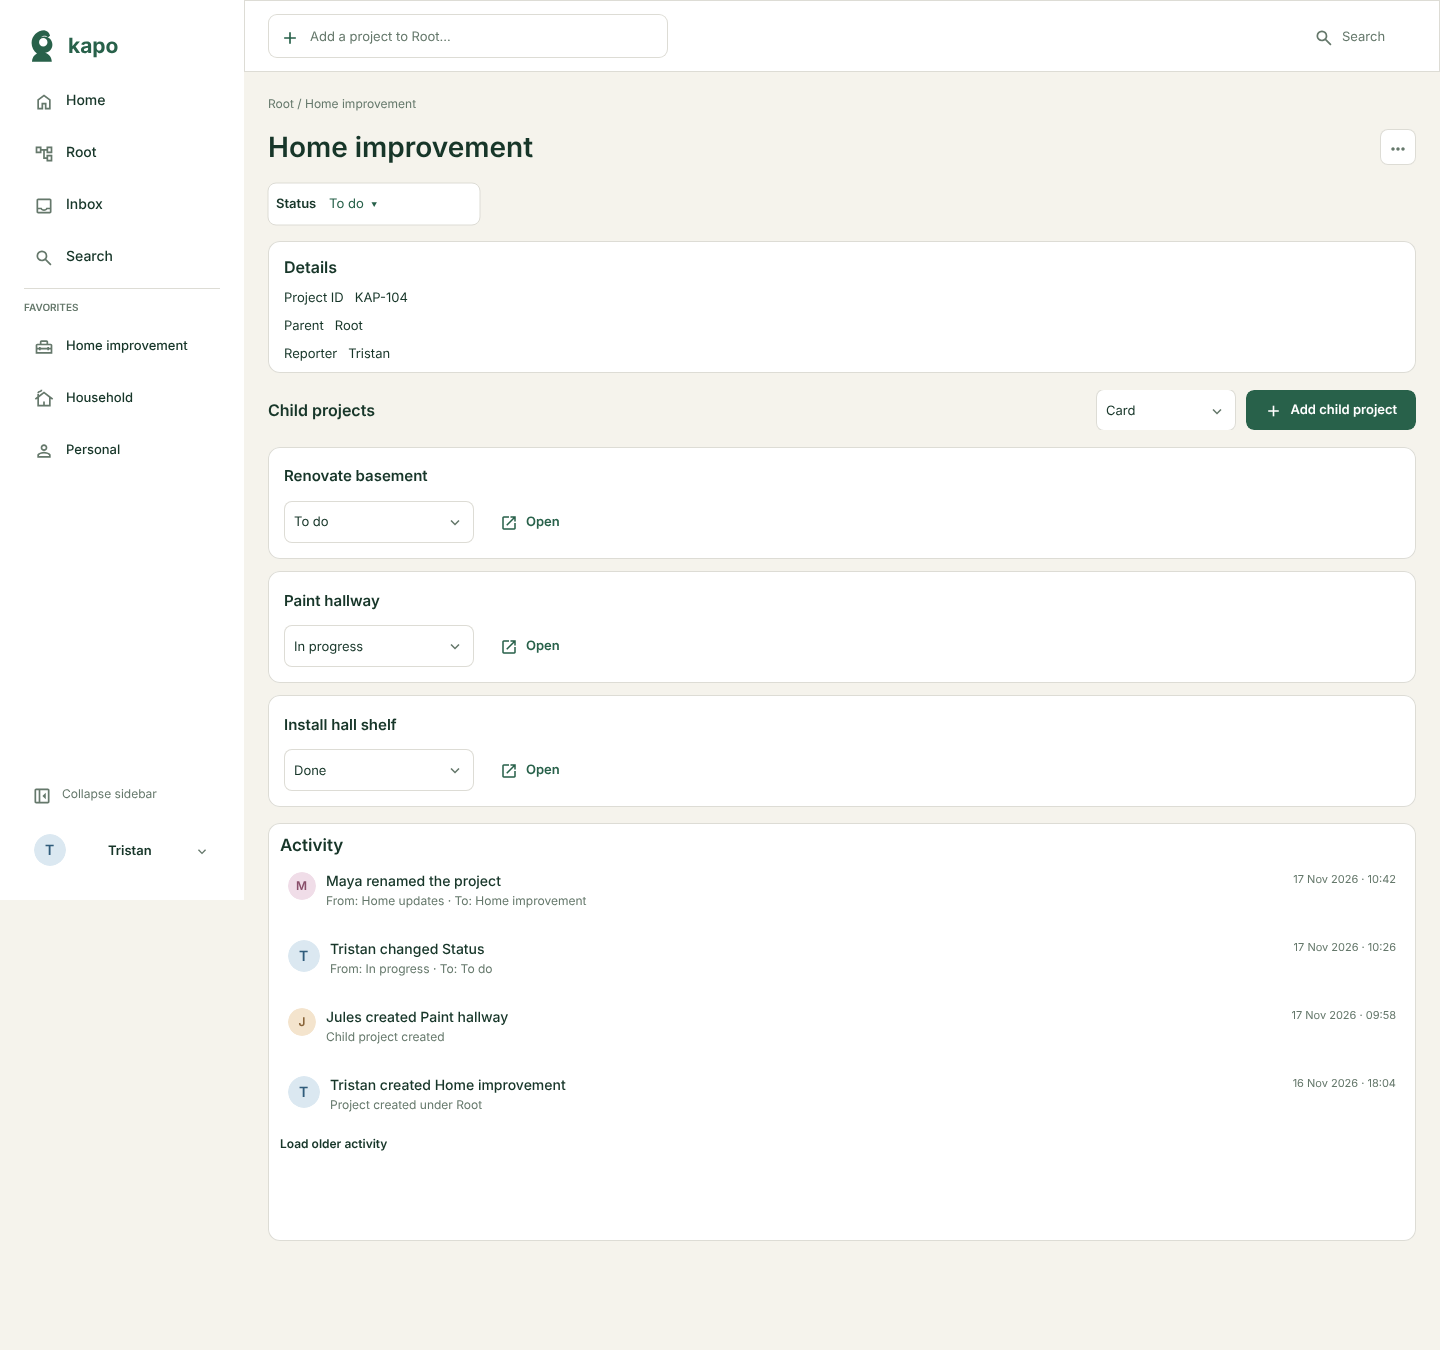 kapo
Home
Root
Inbox
Search
FAVORITES
Home improvement
Household
Personal
Collapse sidebar
T
Tristan
Add a project to Root...
Search
Root / Home improvement
Home improvement
Status To do
Details
Project ID KAP-104
Parent Root
Reporter Tristan
Child projects
Card
Add child project
Renovate basement
To do
Open
Paint hallway
In progress
Open
Install hall shelf
Done
Open
Activity
M
Maya renamed the project
17 Nov 2026 · 10:42
From: Home updates · To: Home improvement
T
Tristan changed Status
17 Nov 2026 · 10:26
From: In progress · To: To do
J
Jules created Paint hallway
17 Nov 2026 · 09:58
Child project created
T
Tristan created Home improvement
16 Nov 2026 · 18:04
Project created under Root
Load older activity